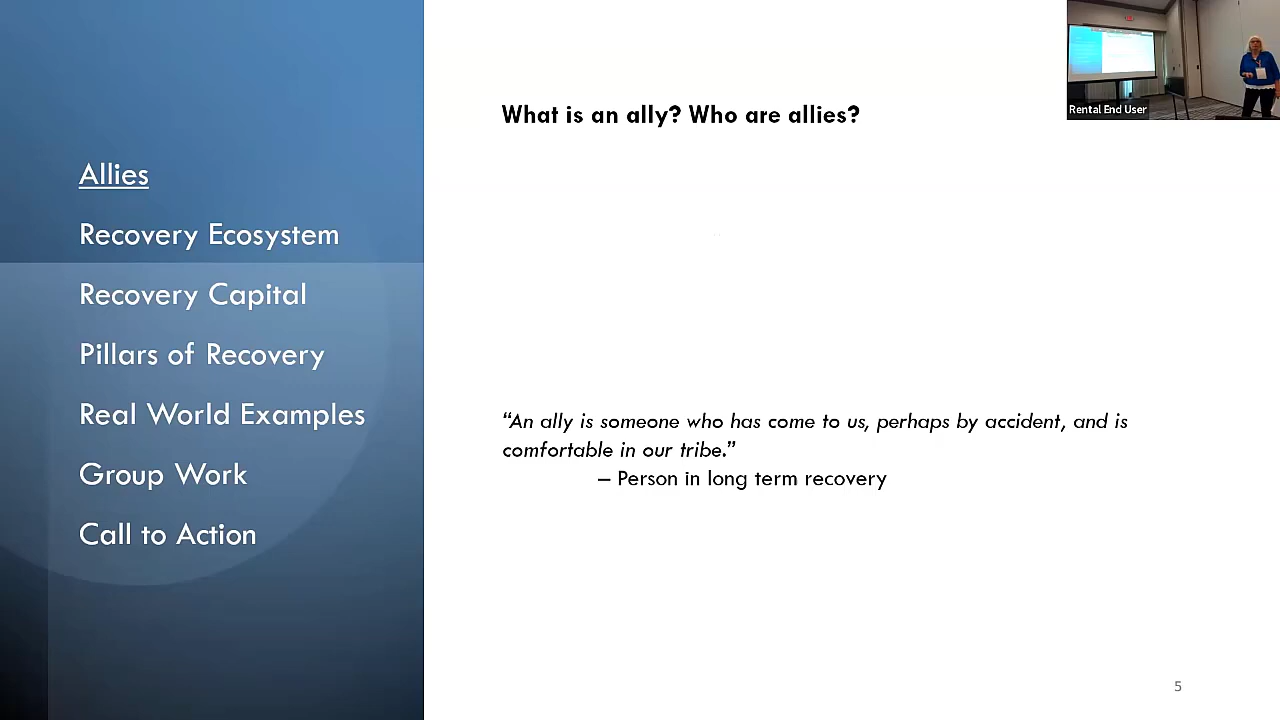 Allies
Recovery Ecosystem
Recovery Capital
Pillars of Recovery
Real World Examples
Group Work
Call to Action
What is an ally? Who are allies?
“An ally is someone who has come to us, perhaps by accident, and is
comfortable in our tribe.”
– Person in long term recovery
5
Rental End User